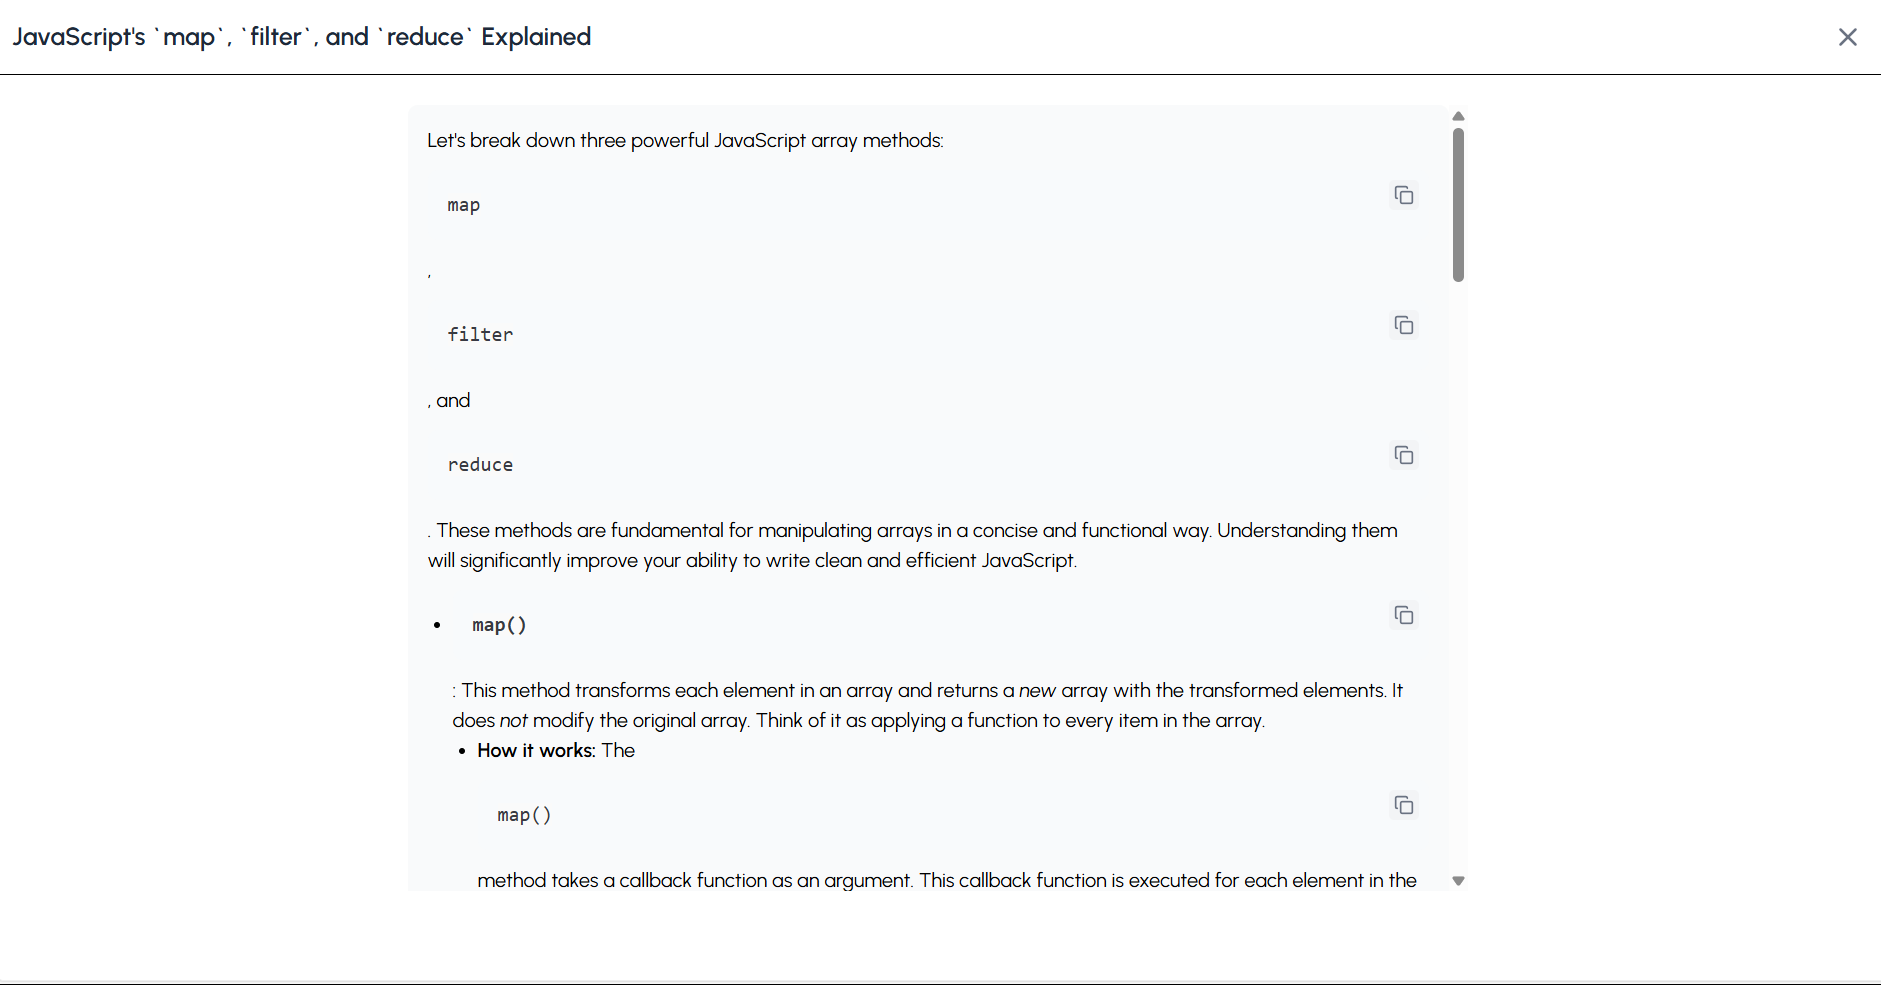 JavaScript's `map`, `filter`, and `reduce` Explained
Let's break down three powerful JavaScript array methods:
map
,
filter
, and
reduce
. These methods are fundamental for manipulating arrays in a concise and functional way. Understanding them
will significantly improve your ability to write clean and efficient JavaScript.
• map()
: This method transforms each element in an array and returns a new array with the transformed elements. It
does not modify the original array. Think of it as applying a function to every item in the array.
• How it works: The
map()
method takes a callback function as an argument. This callback function is executed for each element in the